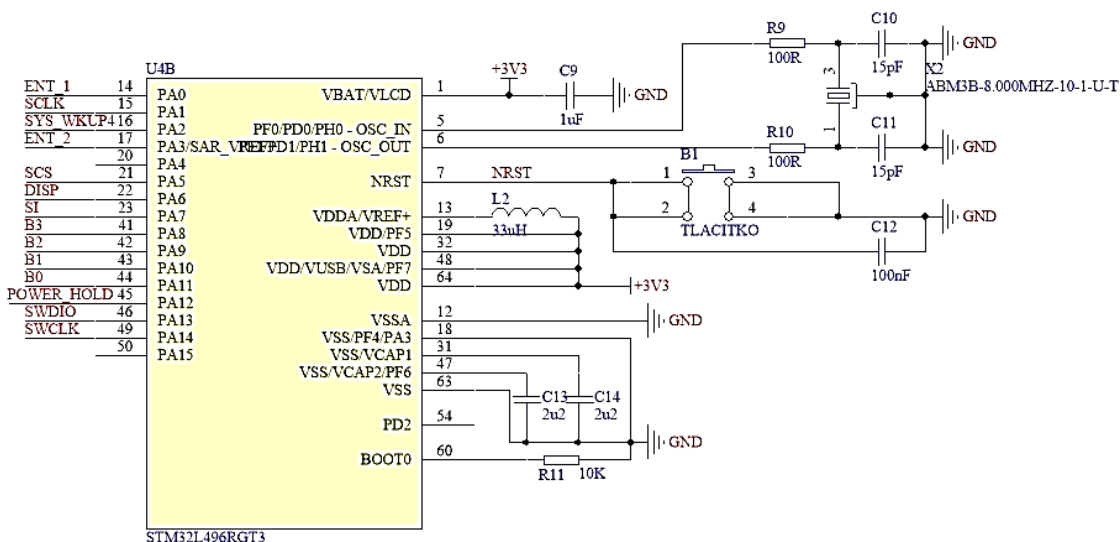 U4B
ENT_1 14 PA0
SCLK 15 PA1
SYS_WKUP4 16 PA2
ENT_2 17 PA3/SAR_
20 PA4
SCS 21 PA5
DISP 22 PA6
SI 23 PA7
B3 41 PA8
B2 42 PA9
B1 43 PA10
B0 44 PA11
POWER_HOLD 45 PA12
SWDIO 46 PA13
SWCLK 49 PA14
50 PA15
VBAT/VLCD 1
PF0/PD0/PH0 - OSC_IN 5
PD1/PH1 - OSC_OUT 6
NRST 7 NRST
VDDA/VREF+ 13
VDD/PF5 19
VDD 32
VDD/VUSB/VSA/PF7 48
VDD 64
VSSA 12
VSS/PF4/PA3 18
VSS/VCAP1 31
VSS/VCAP2/PF6 47
VSS 63
PD2 54
BOOT0 60
STM32L496RGT3
+3V3
C9
1uF
GND
R9
100R
C10
15pF
GND
3
X2
ABM3B-8.000MHZ-10-1-U-T
1
R10
100R
C11
15pF
GND
B1
1 3
2 4
TLACITKO
GND
C12
100nF
L2
33uH
+3V3
GND
C13
2u2
C14
2u2
GND
R11 10K